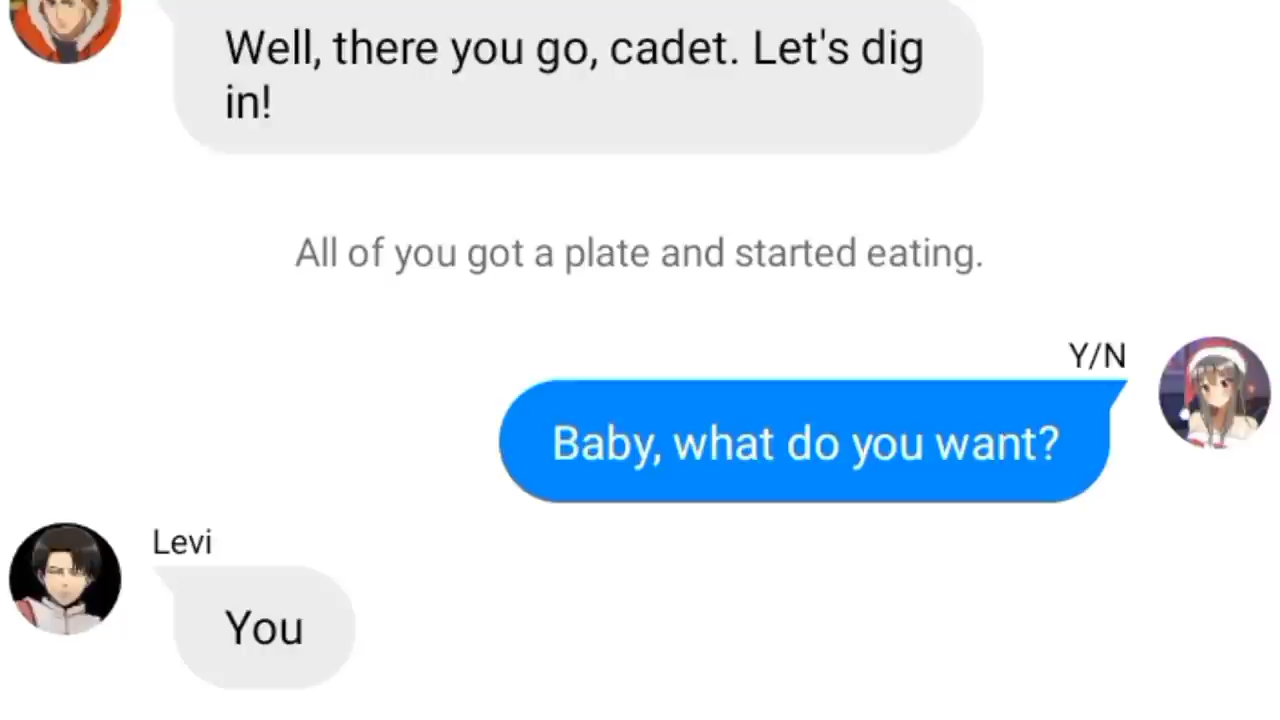 Well, there you go, cadet. Let's dig
in!
All of you got a plate and started eating.
Y/N
Baby, what do you want?
Levi
You